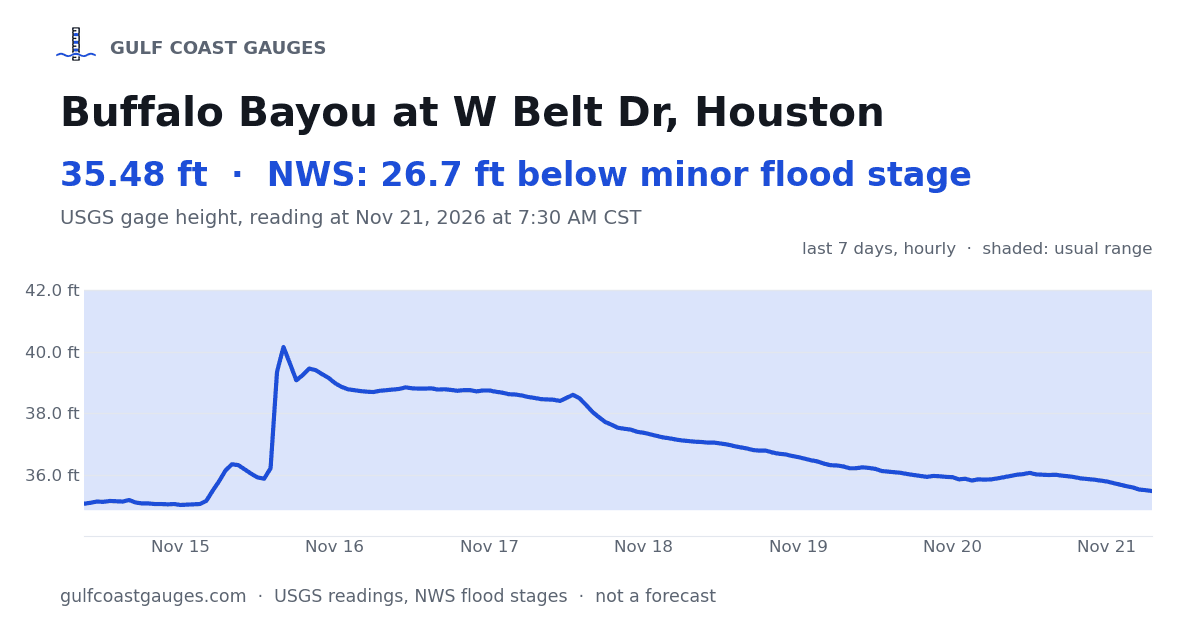 GULF COAST GAUGES
Buffalo Bayou at W Belt Dr, Houston
35.48 ft · NWS: 26.7 ft below minor flood stage
USGS gage height, reading at Nov 21, 2026 at 7:30 AM CST
last 7 days, hourly · shaded: usual range
42.0 ft
40.0 ft
38.0 ft
36.0 ft
Nov 15 Nov 16 Nov 17 Nov 18 Nov 19 Nov 20 Nov 21
gulfcoastgauges.com · USGS readings, NWS flood stages · not a forecast